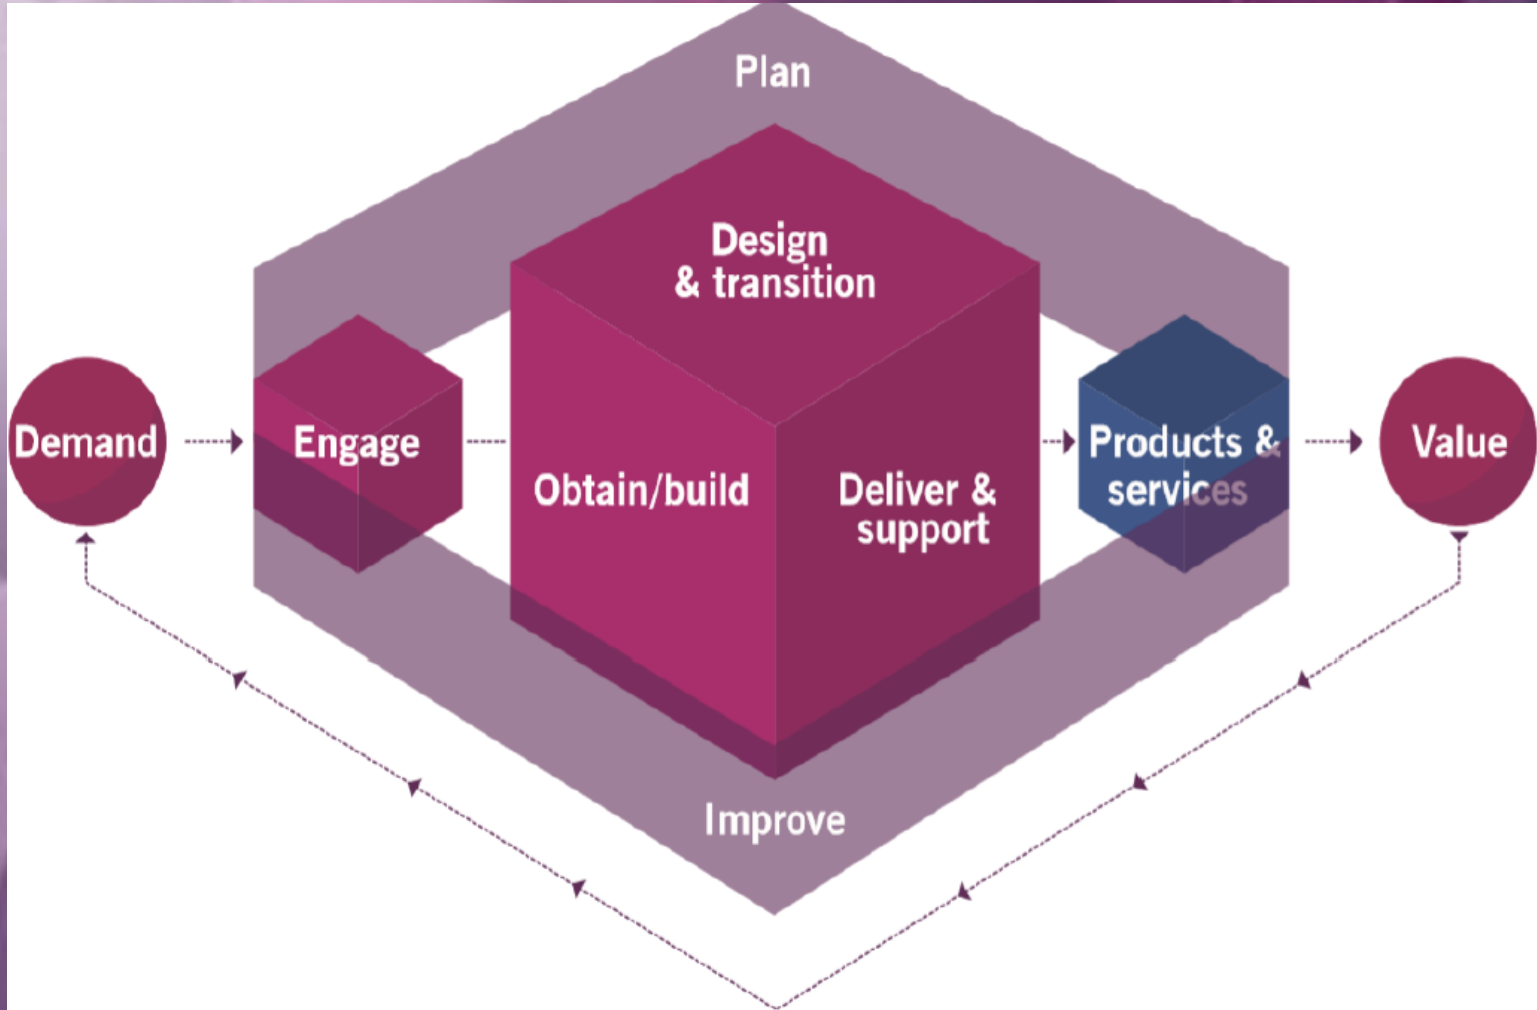 Plan
Design
& transition
Demand
Engage
Obtain/build
Deliver &
support
Products &
services
Value
Improve